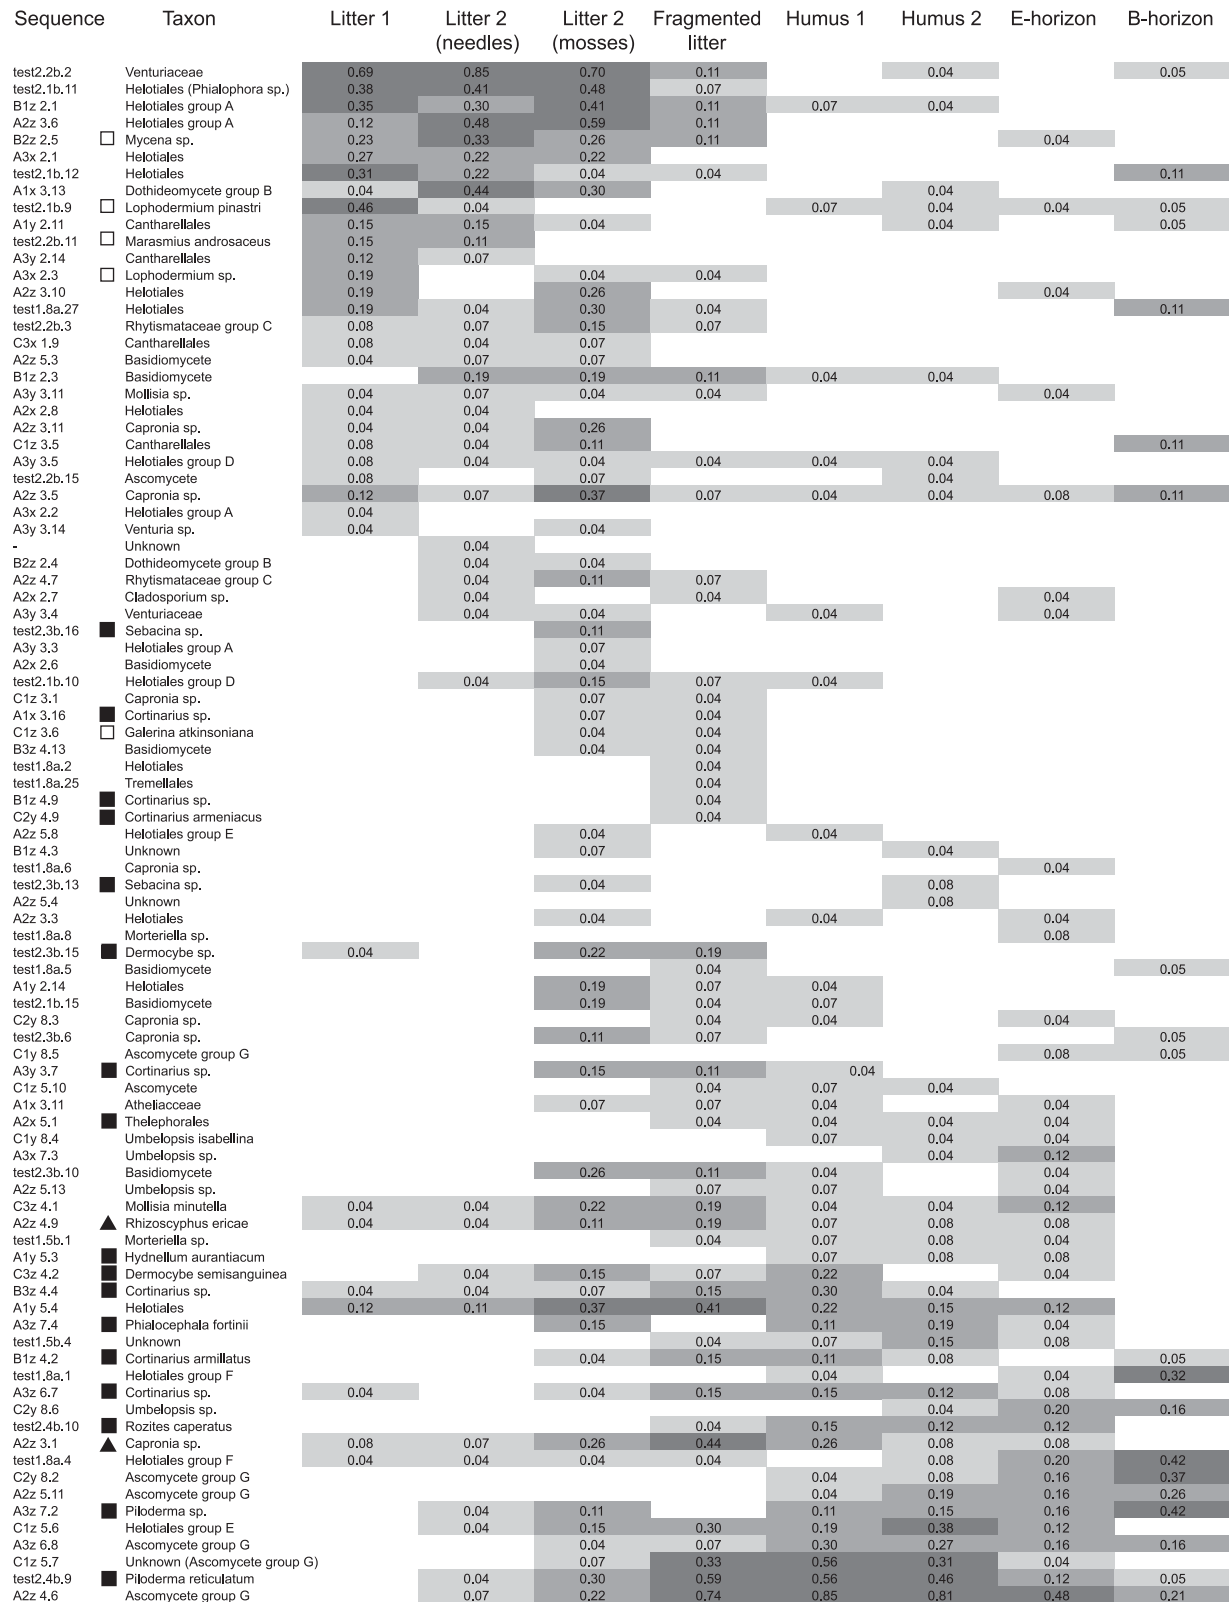 Sequence Taxon Litter 1 Litter 2 (needles) Litter 2 (mosses) Fragmented litter Humus 1 Humus 2 E-horizon B-horizon
test2.2b.2 Venturiaceae 0.69 0.85 0.70 0.11 0.04 0.05
test2.1b.11 Helotiales (Phialophora sp.) 0.38 0.41 0.48 0.07
B1z 2.1 Helotiales group A 0.35 0.30 0.41 0.11 0.07 0.04
A2z 3.6 Helotiales group A 0.12 0.48 0.59 0.11
B2z 2.5 □ Mycena sp. 0.23 0.33 0.26 0.11 0.04
A3x 2.1 Helotiales 0.27 0.22 0.22
test2.1b.12 Helotiales 0.31 0.22 0.04 0.04 0.11
A1x 3.13 Dothideomycete group B 0.04 0.44 0.30 0.04
test2.1b.9 □ Lophodermium pinastri 0.46 0.04 0.07 0.04 0.04 0.05
A1y 2.11 Cantharellales 0.15 0.15 0.04 0.04 0.05
test2.2b.11 □ Marasmius androsaceus 0.15 0.11
A3y 2.14 Cantharellales 0.12 0.07
A3x 2.3 □ Lophodermium sp. 0.19 0.04 0.04
A2z 3.10 Helotiales 0.19 0.26 0.04
test1.8a.27 Helotiales 0.19 0.04 0.30 0.04 0.11
test2.2b.3 Rhytismataceae group C 0.08 0.07 0.15 0.07
C3x 1.9 Cantharellales 0.08 0.04 0.07
A2z 5.3 Basidiomycete 0.04 0.07 0.07
B1z 2.3 Basidiomycete 0.19 0.19 0.11 0.04 0.04
A3y 3.11 Mollisia sp. 0.04 0.07 0.04 0.04 0.04
A2x 2.8 Helotiales 0.04 0.04
A2z 3.11 Capronia sp. 0.04 0.04 0.26
C1z 3.5 Cantharellales 0.08 0.04 0.11 0.11
A3y 3.5 Helotiales group D 0.08 0.04 0.04 0.04 0.04 0.04
test2.2b.15 Ascomycete 0.08 0.07 0.04
A2z 3.5 Capronia sp. 0.12 0.07 0.37 0.07 0.04 0.04 0.08 0.11
A3x 2.2 Helotiales group A 0.04
A3y 3.14 Venturia sp. 0.04 0.04
- Unknown 0.04
B2z 2.4 Dothideomycete group B 0.04 0.04
A2z 4.7 Rhytismataceae group C 0.04 0.11 0.07
A2x 2.7 Cladosporium sp. 0.04 0.04 0.04
A3y 3.4 Venturiaceae 0.04 0.04 0.04 0.04
test2.3b.16 ■ Sebacina sp. 0.11
A3y 3.3 Helotiales group A 0.07
A2x 2.6 Basidiomycete 0.04
test2.1b.10 Helotiales group D 0.04 0.15 0.07 0.04
C1z 3.1 Capronia sp. 0.07 0.04
A1x 3.16 ■ Cortinarius sp. 0.07 0.04
C1z 3.6 □ Galerina atkinsoniana 0.04 0.04
B3z 4.13 Basidiomycete 0.04 0.04
test1.8a.2 Helotiales 0.04
test1.8a.25 Tremellales 0.04
B1z 4.9 ■ Cortinarius sp. 0.04
C2y 4.9 ■ Cortinarius armeniacus 0.04
A2z 5.8 Helotiales group E 0.04 0.04
B1z 4.3 Unknown 0.07 0.04
test1.8a.6 Capronia sp. 0.04
test2.3b.13 ■ Sebacina sp. 0.04 0.08
A2z 5.4 Unknown 0.08
A2z 3.3 Helotiales 0.04 0.04 0.04
test1.8a.8 Morteriella sp. 0.08
test2.3b.15 ■ Dermocybe sp. 0.04 0.22 0.19
test1.8a.5 Basidiomycete 0.04 0.05
A1y 2.14 Helotiales 0.19 0.07 0.04
test2.1b.15 Basidiomycete 0.19 0.04 0.07
C2y 8.3 Capronia sp. 0.04 0.04 0.04
test2.3b.6 Capronia sp. 0.11 0.07 0.05
C1y 8.5 Ascomycete group G 0.08 0.05
A3y 3.7 ■ Cortinarius sp. 0.15 0.11 0.04
C1z 5.10 Ascomycete 0.04 0.07 0.04
A1x 3.11 Atheliacceae 0.07 0.07 0.04 0.04
A2x 5.1 ■ Thelephorales 0.04 0.04 0.04 0.04
C1y 8.4 Umbelopsis isabellina 0.07 0.04 0.04
A3x 7.3 Umbelopsis sp. 0.04 0.12
test2.3b.10 Basidiomycete 0.26 0.11 0.04 0.04
A2z 5.13 Umbelopsis sp. 0.07 0.07 0.04
C3z 4.1 Mollisia minutella 0.04 0.04 0.22 0.19 0.04 0.04 0.12
A2z 4.9 ▲ Rhizoscyphus ericae 0.04 0.04 0.11 0.19 0.07 0.08 0.08
test1.5b.1 Morteriella sp. 0.04 0.07 0.08 0.04
A1y 5.3 ■ Hydnellum aurantiacum 0.07 0.08 0.08
C3z 4.2 ■ Dermocybe semisanguinea 0.04 0.15 0.07 0.22 0.04
B3z 4.4 ■ Cortinarius sp. 0.04 0.04 0.07 0.15 0.30 0.04
A1y 5.4 Helotiales 0.12 0.11 0.37 0.41 0.22 0.15 0.12
A3z 7.4 ■ Phialocephala fortinii 0.15 0.11 0.19 0.04
test1.5b.4 Unknown 0.04 0.07 0.15 0.08
B1z 4.2 ■ Cortinarius armillatus 0.04 0.15 0.11 0.08 0.05
test1.8a.1 Helotiales group F 0.04 0.04 0.32
A3z 6.7 ■ Cortinarius sp. 0.04 0.04 0.15 0.15 0.12 0.08
C2y 8.6 Umbelopsis sp. 0.04 0.20 0.16
test2.4b.10 ■ Rozites caperatus 0.04 0.15 0.12 0.12
A2z 3.1 ▲ Capronia sp. 0.08 0.07 0.26 0.44 0.26 0.08 0.08
test1.8a.4 Helotiales group F 0.04 0.04 0.04 0.04 0.08 0.20 0.42
C2y 8.2 Ascomycete group G 0.04 0.08 0.16 0.37
A2z 5.11 Ascomycete group G 0.04 0.19 0.16 0.26
A3z 7.2 ■ Piloderma sp. 0.04 0.11 0.11 0.15 0.16 0.42
C1z 5.6 Helotiales group E 0.04 0.15 0.30 0.19 0.38 0.12
A3z 6.8 Ascomycete group G 0.04 0.07 0.30 0.27 0.16 0.16
C1z 5.7 Unknown (Ascomycete group G) 0.07 0.33 0.56 0.31 0.04
test2.4b.9 ■ Piloderma reticulatum 0.04 0.30 0.59 0.56 0.46 0.12 0.05
A2z 4.6 Ascomycete group G 0.07 0.22 0.74 0.85 0.81 0.48 0.21